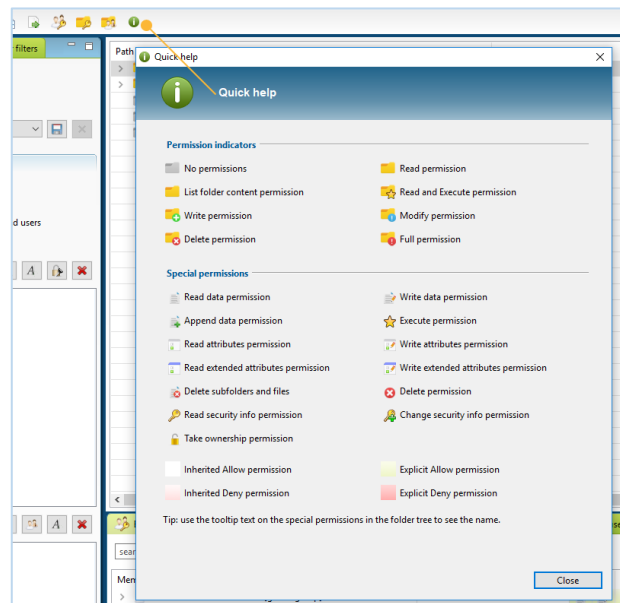 filters
Path
Quick help
Quick help
Permission indicators
No permissions
Read permission
List folder content permission
Read and Execute permission
Write permission
Modify permission
Delete permission
Full permission
d users
Special permissions
Read data permission
Write data permission
Append data permission
Execute permission
Read attributes permission
Write attributes permission
Read extended attributes permission
Write extended attributes permission
Delete subfolders and files
Delete permission
Read security info permission
Change security info permission
Take ownership permission
Inherited Allow permission
Explicit Allow permission
Inherited Deny permission
Explicit Deny permission
Tip: use the tooltip text on the special permissions in the folder tree to see the name.
sear
Close
Mem